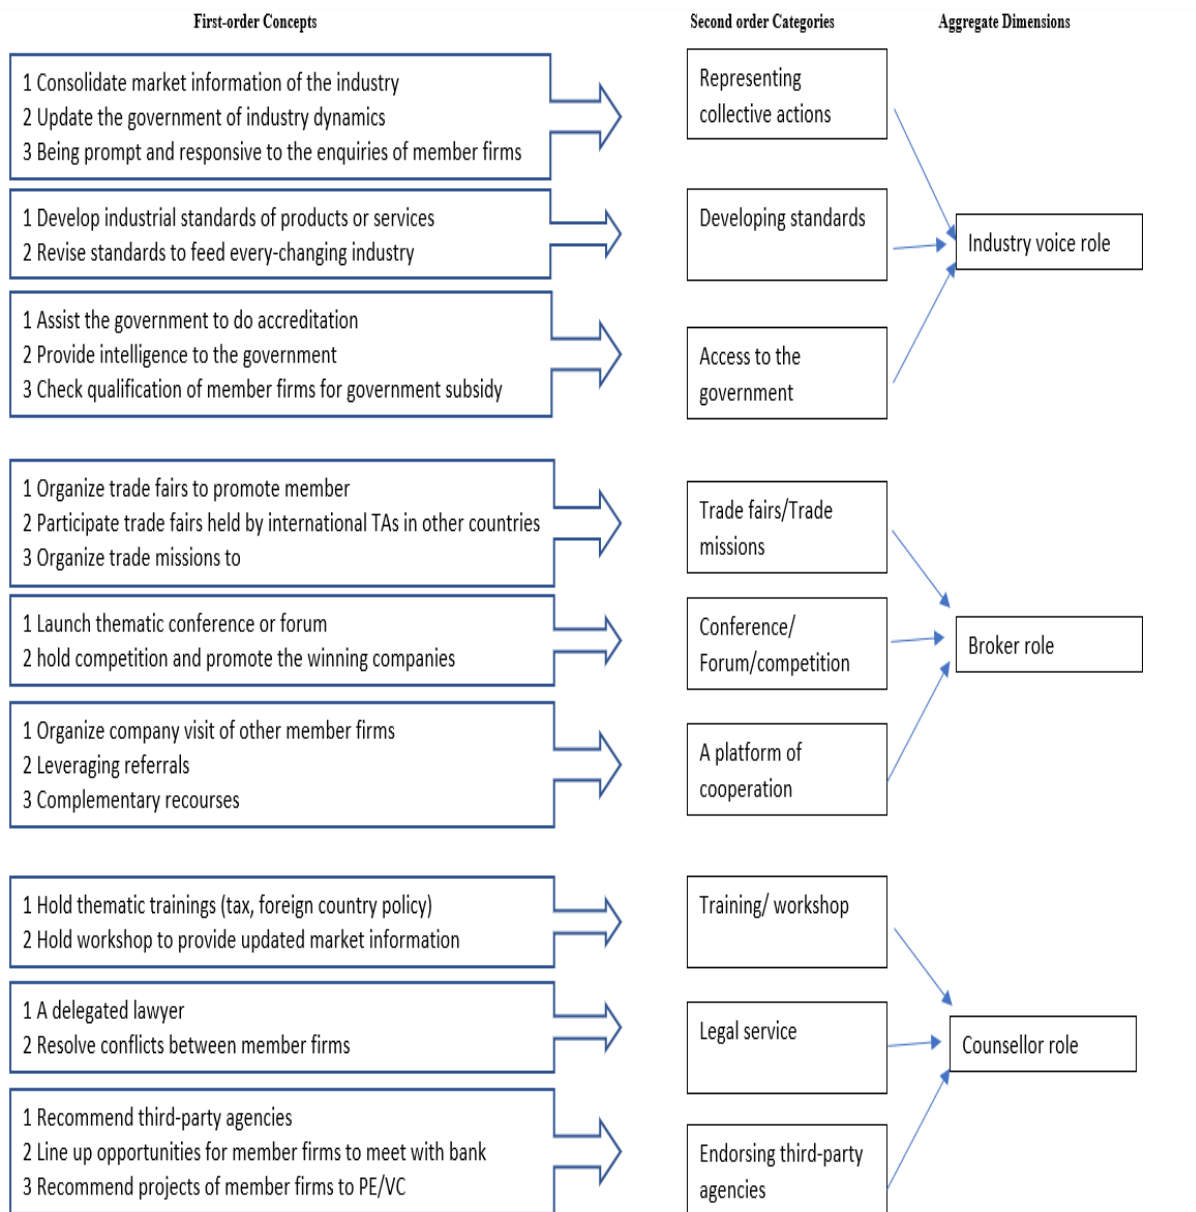 First-order Concepts
Second order Categories
Aggregate Dimensions
1 Consolidate market information of the industry
2 Update the government of industry dynamics
3 Being prompt and responsive to the enquiries of member firms
Representing
collective actions
1 Develop industrial standards of products or services
2 Revise standards to feed every-changing industry
Developing standards
Industry voice role
1 Assist the government to do accreditation
2 Provide intelligence to the government
3 Check qualification of member firms for government subsidy
Access to the
government
1 Organize trade fairs to promote member
2 Participate trade fairs held by international TAs in other countries
3 Organize trade missions to
Trade fairs/Trade
missions
1 Launch thematic conference or forum
2 hold competition and promote the winning companies
Conference/
Forum/competition
Broker role
1 Organize company visit of other member firms
2 Leveraging referrals
3 Complementary recourses
A platform of
cooperation
1 Hold thematic trainings (tax, foreign country policy)
2 Hold workshop to provide updated market information
Training/ workshop
1 A delegated lawyer
2 Resolve conflicts between member firms
Legal service
Counsellor role
1 Recommend third-party agencies
2 Line up opportunities for member firms to meet with bank
3 Recommend projects of member firms to PE/VC
Endorsing third-party
agencies